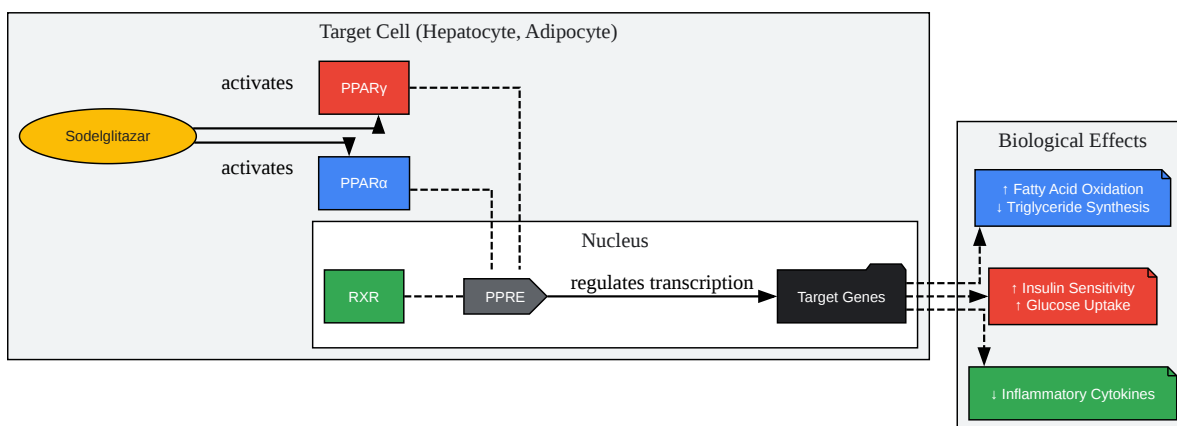 Target Cell (Hepatocyte, Adipocyte)
activates
PPARγ
Sodelglitazar
activates
PPARα
Nucleus
RXR
PPRE
regulates transcription
Target Genes
Biological Effects
↑ Fatty Acid Oxidation
↓ Triglyceride Synthesis
↑ Insulin Sensitivity
↑ Glucose Uptake
↓ Inflammatory Cytokines